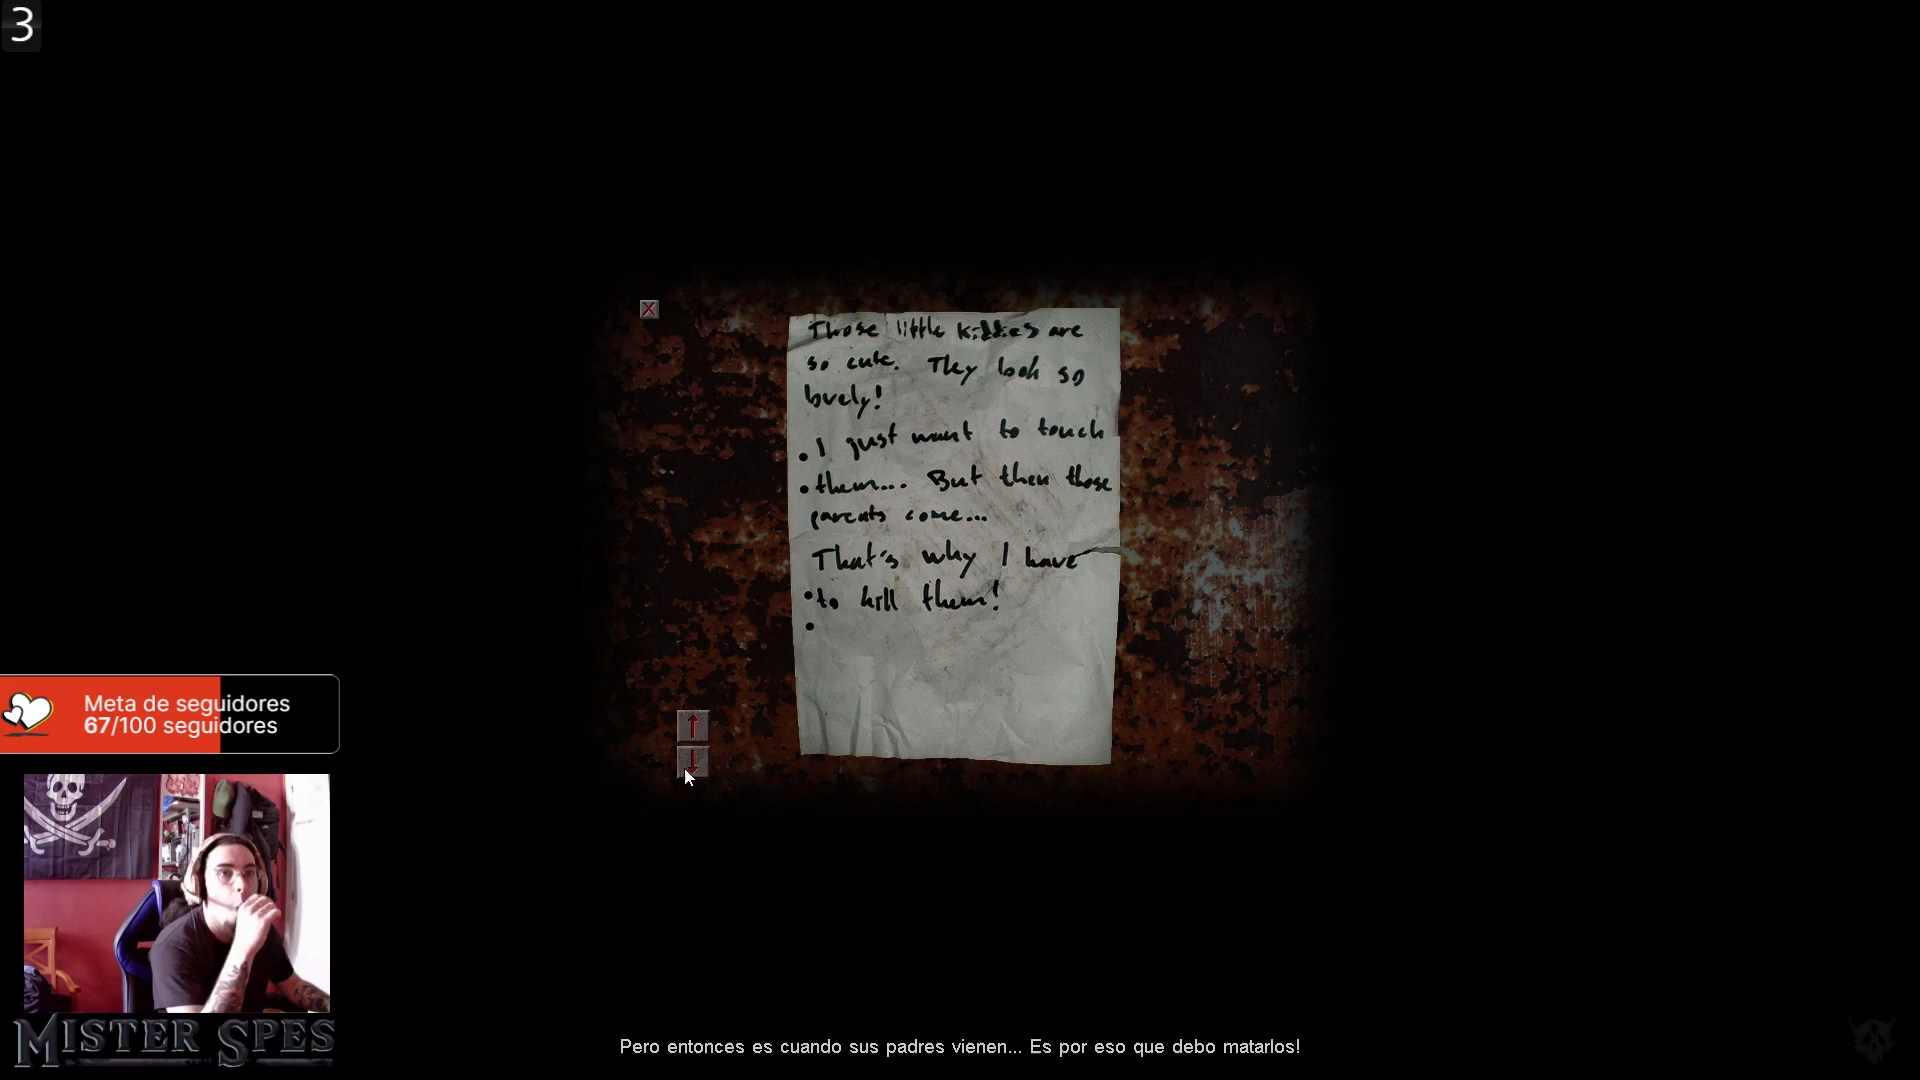 3
Those little kiddies are
so cute. They look so
lovely!
I just want to touch
them... But then those
parents come...
That's why I have
to kill them!
Meta de seguidores
67/100 seguidores
MISTER SPES
Pero entonces es cuando sus padres vienen... Es por eso que debo matarlos!